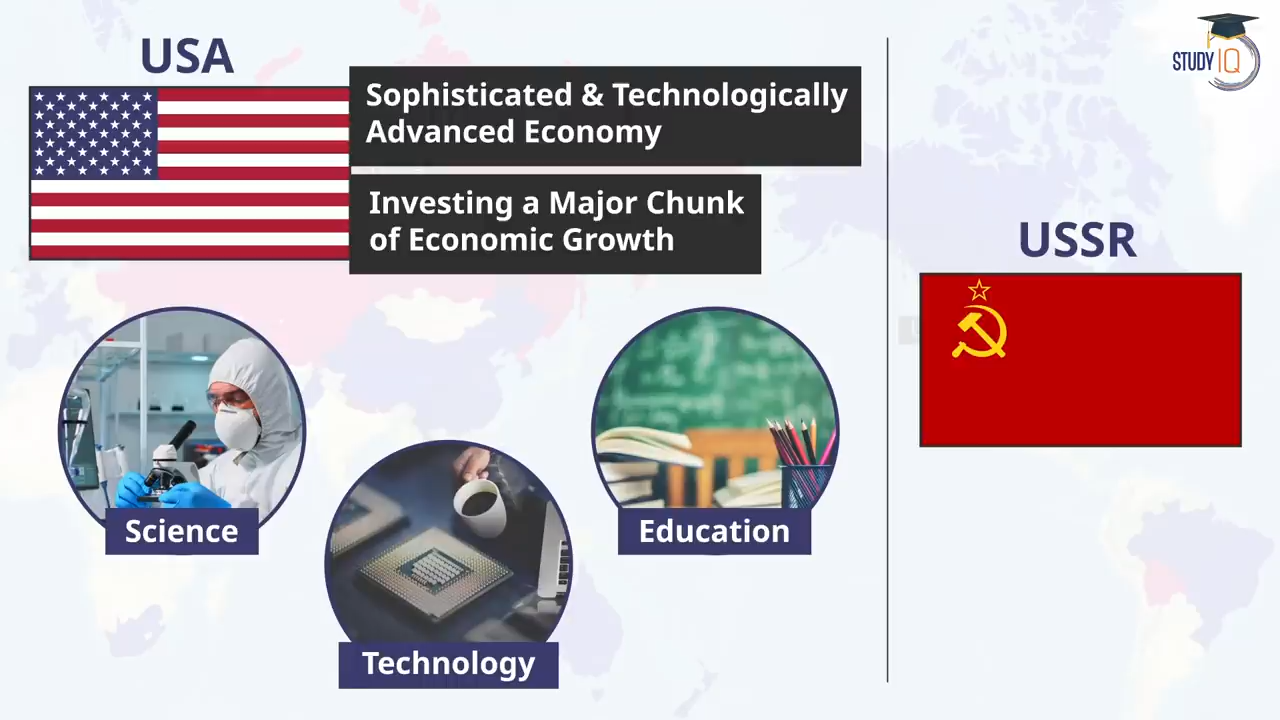 USA
Sophisticated & Technologically
Advanced Economy
Investing a Major Chunk
of Economic Growth
Science
Technology
Education
USSR
STUDY IQ